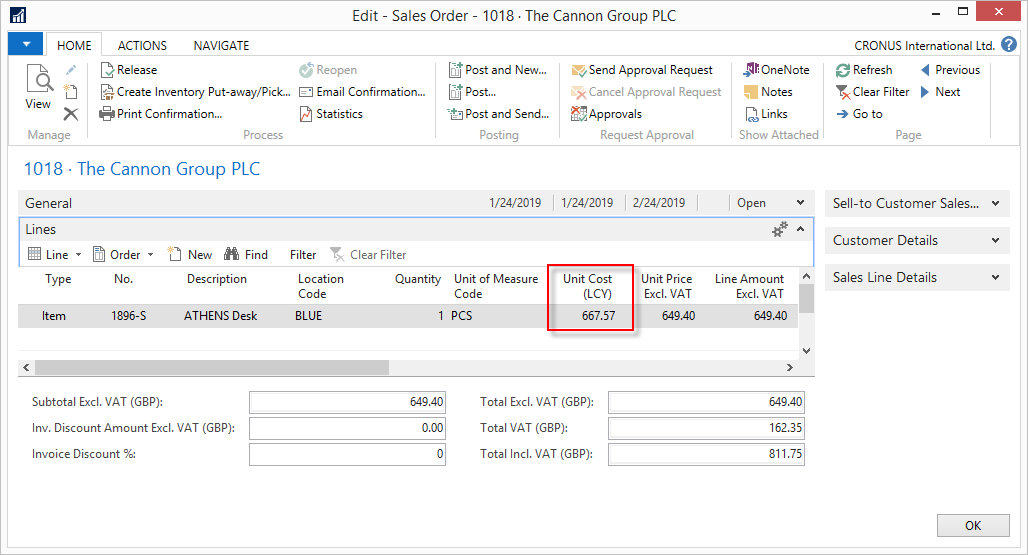 Edit - Sales Order - 1018 · The Cannon Group PLC
HOME ACTIONS NAVIGATE CRONUS International Ltd. ?
View
Manage
Release
Create Inventory Put-away/Pick...
Print Confirmation...
Reopen
Email Confirmation...
Statistics
Process
Post and New...
Post...
Post and Send...
Posting
Send Approval Request
Cancel Approval Request
Approvals
Request Approval
OneNote
Notes
Links
Show Attached
Refresh
Clear Filter
Go to
Previous
Next
Page
1018 · The Cannon Group PLC
General 1/24/2019 1/24/2019 2/24/2019 Open
Lines
Line Order New Find Filter Clear Filter
Type No. Description Location Code Quantity Unit of Measure Code Unit Cost (LCY) Unit Price Excl. VAT Line Amount Excl. VAT
Item 1896-S ATHENS Desk BLUE 1 PCS 667.57 649.40 649.40
Subtotal Excl. VAT (GBP): 649.40 Total Excl. VAT (GBP): 649.40
Inv. Discount Amount Excl. VAT (GBP): 0.00 Total VAT (GBP): 162.35
Invoice Discount %: 0 Total Incl. VAT (GBP): 811.75
Sell-to Customer Sales...
Customer Details
Sales Line Details
OK